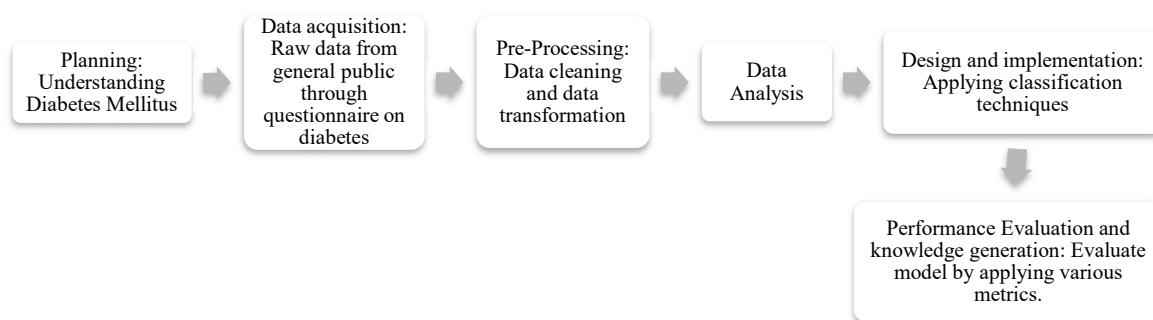 Planning:
Understanding
Diabetes Mellitus
Data acquisition:
Raw data from
general public
through
questionnaire on
diabetes
Pre-Processing:
Data cleaning
and data
transformation
Data
Analysis
Design and implementation:
Applying classification
techniques
Performance Evaluation and
knowledge generation: Evaluate
model by applying various
metrics.